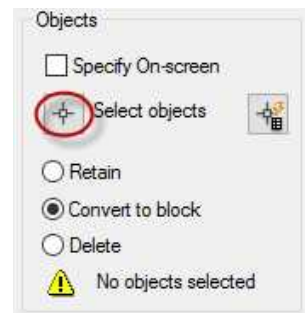 Objects
Specify On-screen
Select objects
Retain
Convert to block
Delete
No objects selected